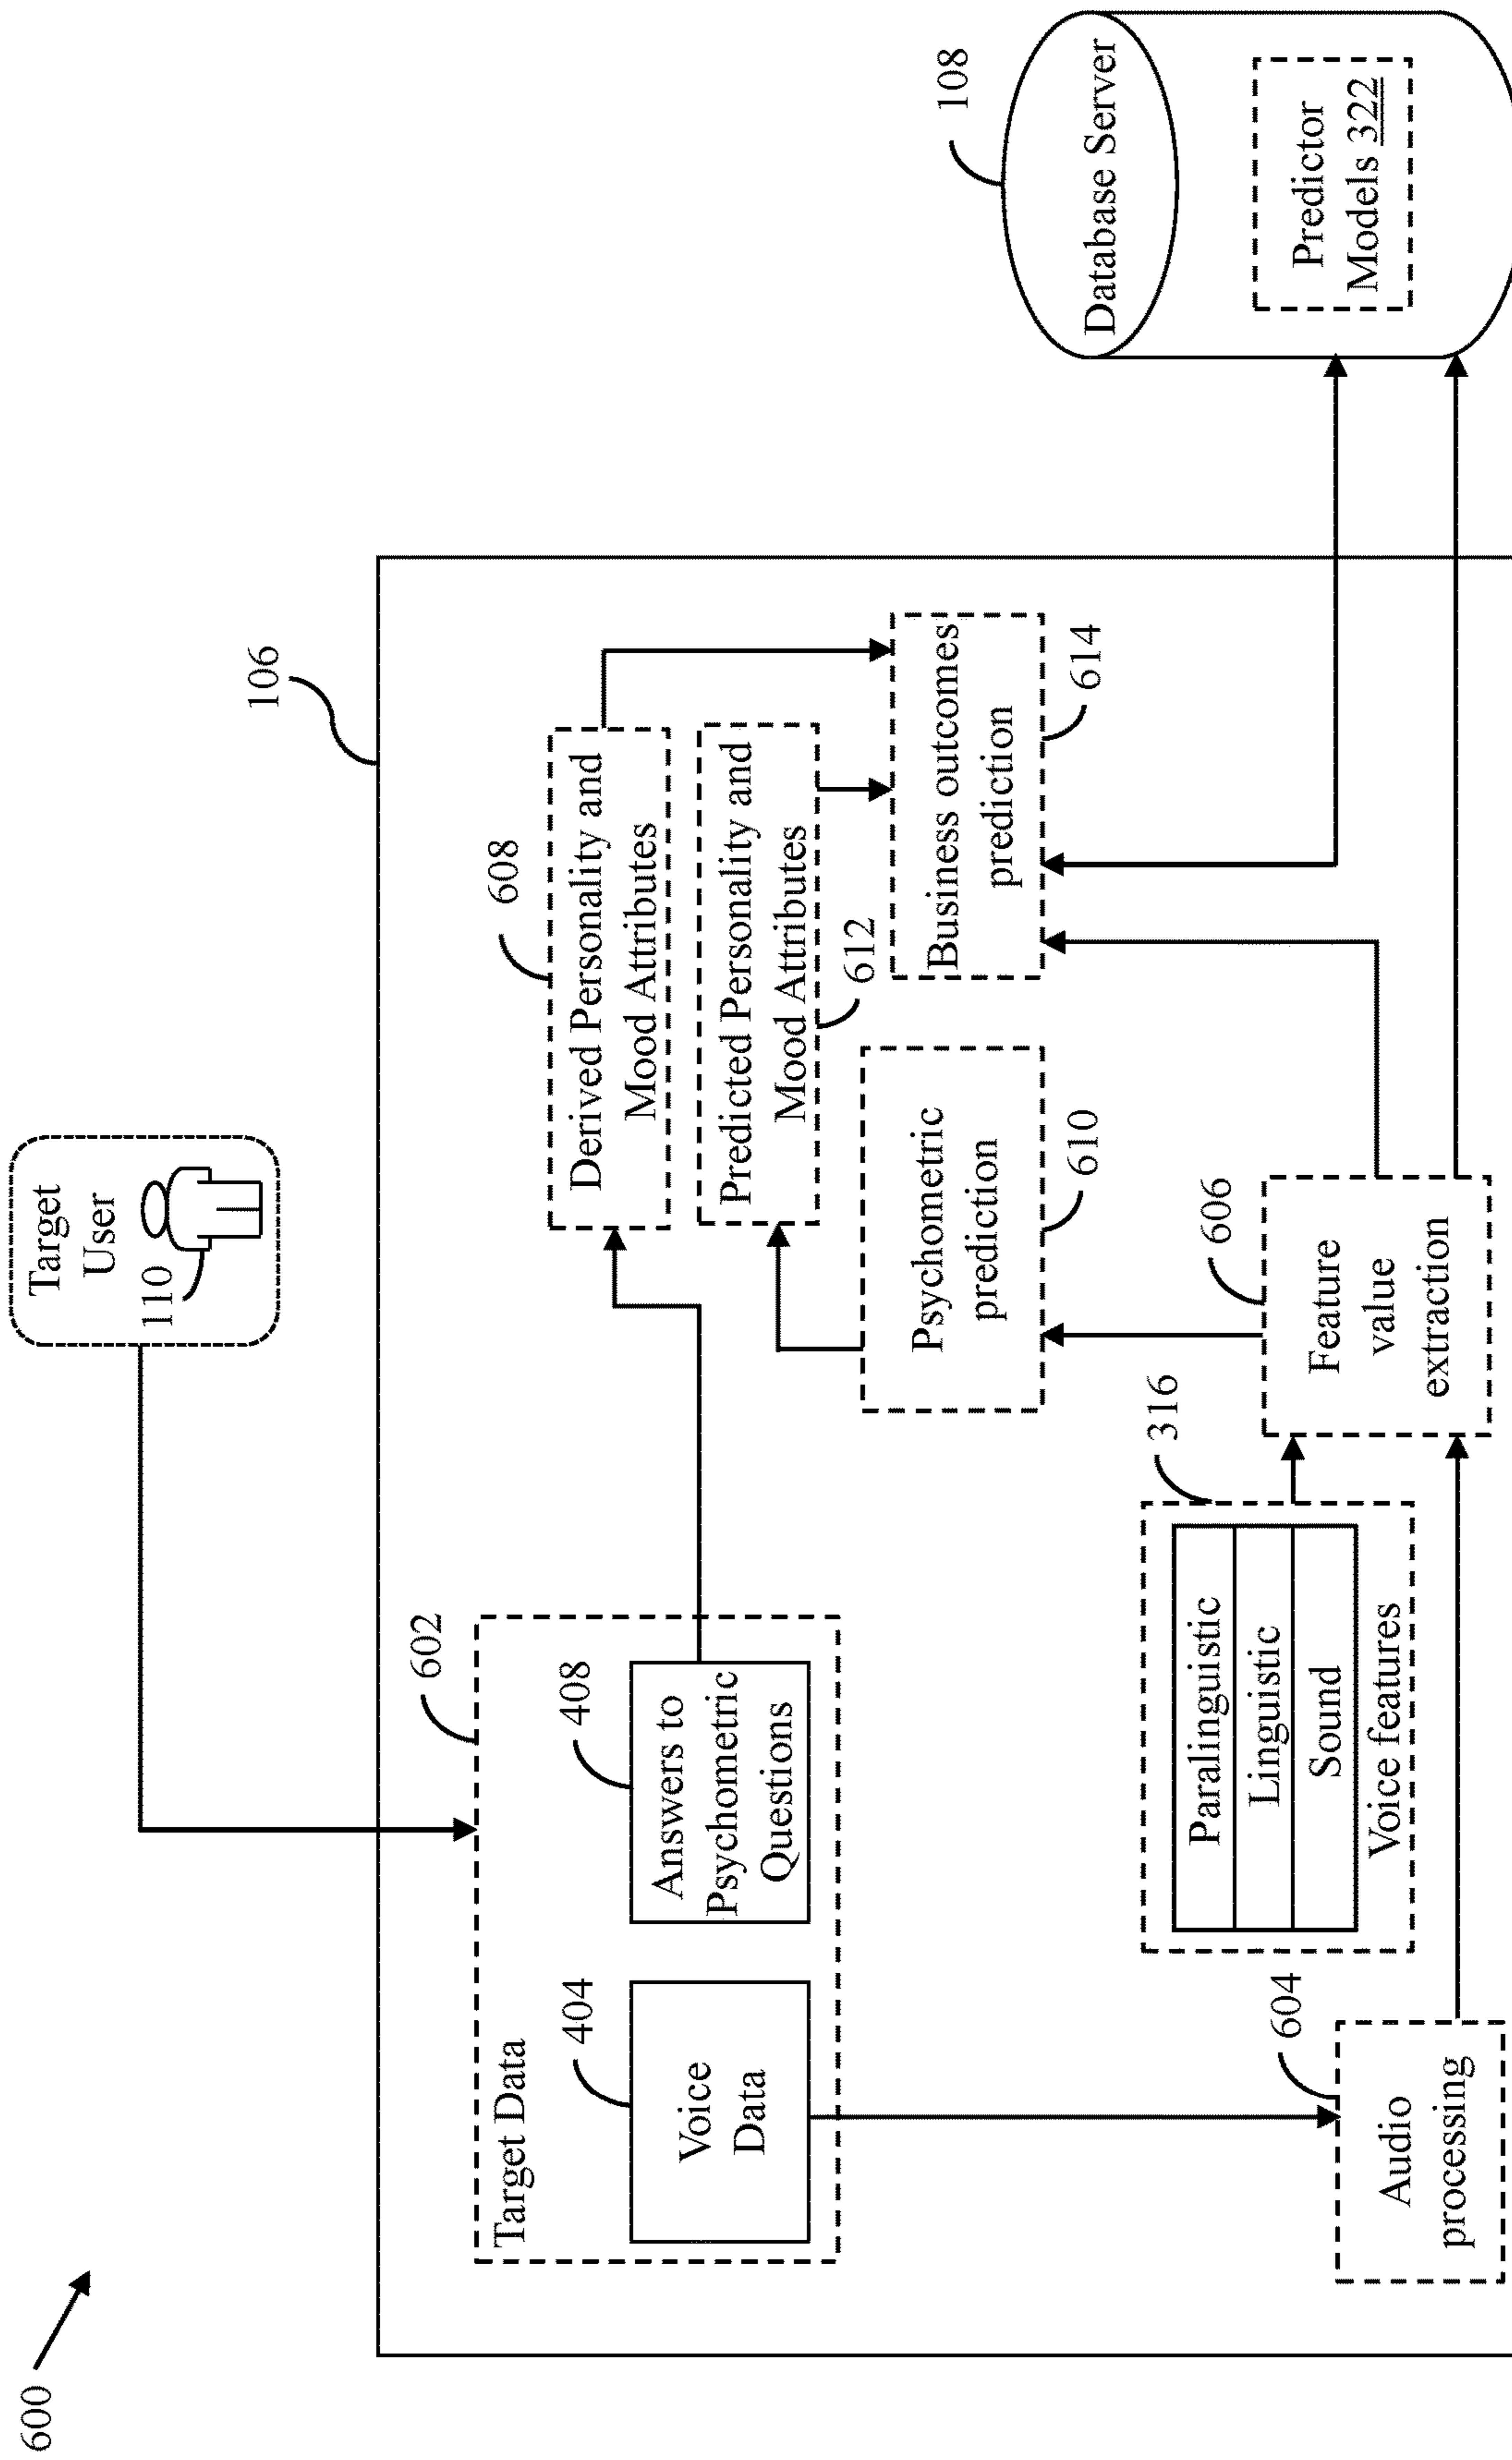 600
Target
User
110
106
602
Target Data
404
Voice
Data
408
Answers to
Psychometric
Questions
608
Derived Personality and
Mood Attributes
Predicted Personality and
Mood Attributes
612
Psychometric
prediction
610
Business outcomes
prediction
614
108
Database Server
Predictor
Models 322
604
Audio
processing
316
Paralinguistic
Linguistic
Sound
Voice features
606
Feature
value
extraction